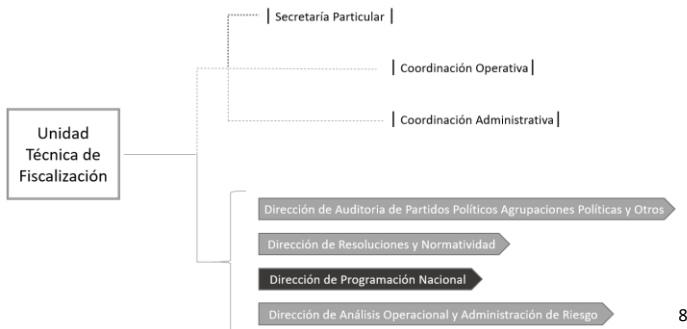 Secretaría Particular
Coordinación Operativa
Coordinación Administrativa
Unidad
Técnica de
Fiscalización
Dirección de Auditoria de Partidos Políticos Agrupaciones Políticas y Otros
Dirección de Resoluciones y Normatividad
Dirección de Programación Nacional
Dirección de Análisis Operacional y Administración de Riesgo
8